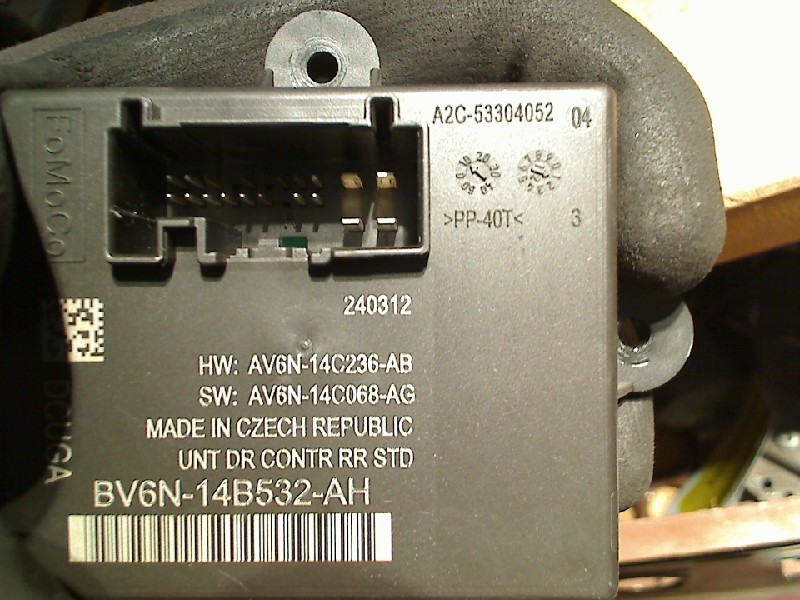 A2C-53304052 04
FoMoCo
>PP-40T< 3
240312
HW: AV6N-14C236-AB
SW: AV6N-14C068-AG
MADE IN CZECH REPUBLIC
UNT DR CONTR RR STD
BV6N-14B532-AH
DCUGA